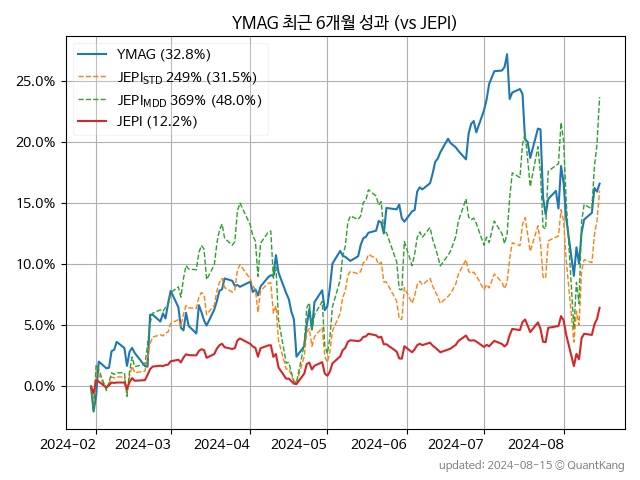 YMAG 최근 6개월 성과 (vs JEPI)
YMAG (32.8%)
JEPI_STD 249% (31.5%)
JEPI_MDD 369% (48.0%)
JEPI (12.2%)
25.0%
20.0%
15.0%
10.0%
5.0%
0.0%
2024-02 2024-03 2024-04 2024-05 2024-06 2024-07 2024-08
updated: 2024-08-15 © QuantKang